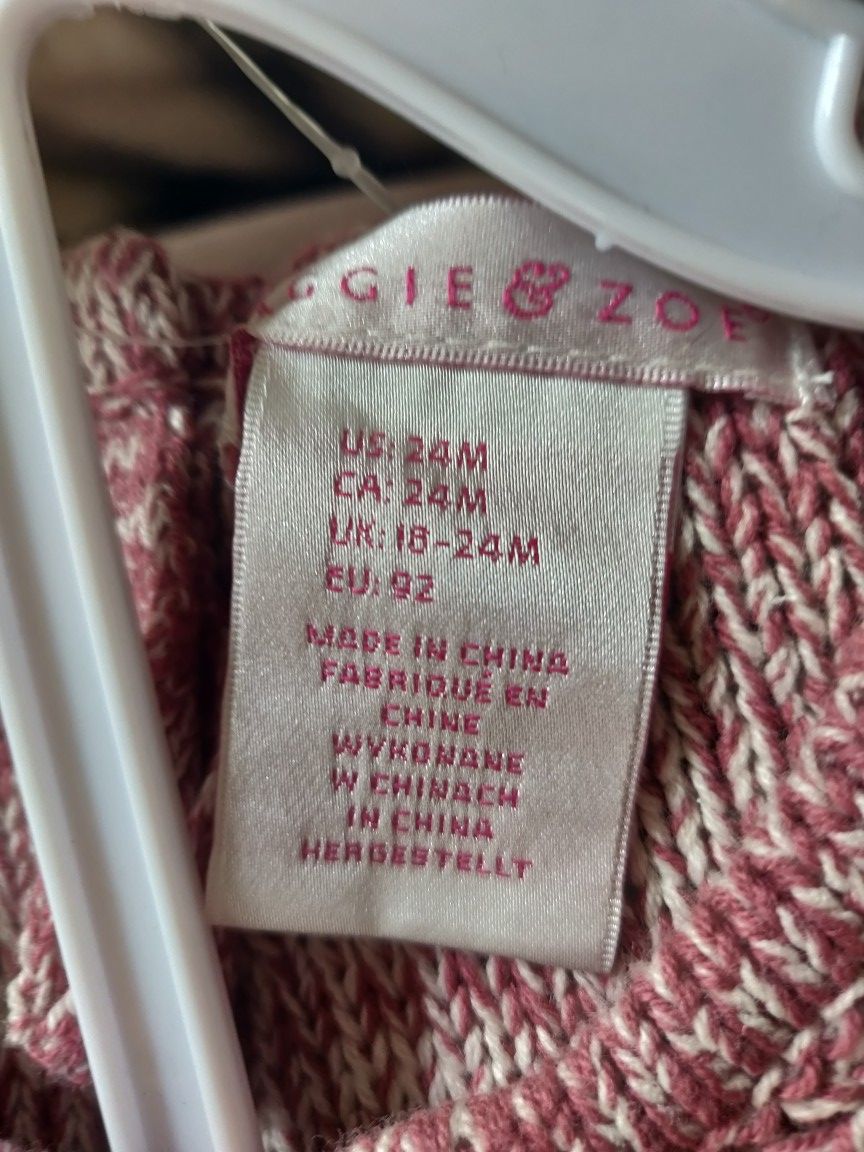 GGIE & ZOE
US: 24M
CA: 24M
UK: 18-24M
EU: 92
MADE IN CHINA
FABRIQUÉ EN
CHINE
WYKONANE
W CHINACH
IN CHINA
HERGESTELLT